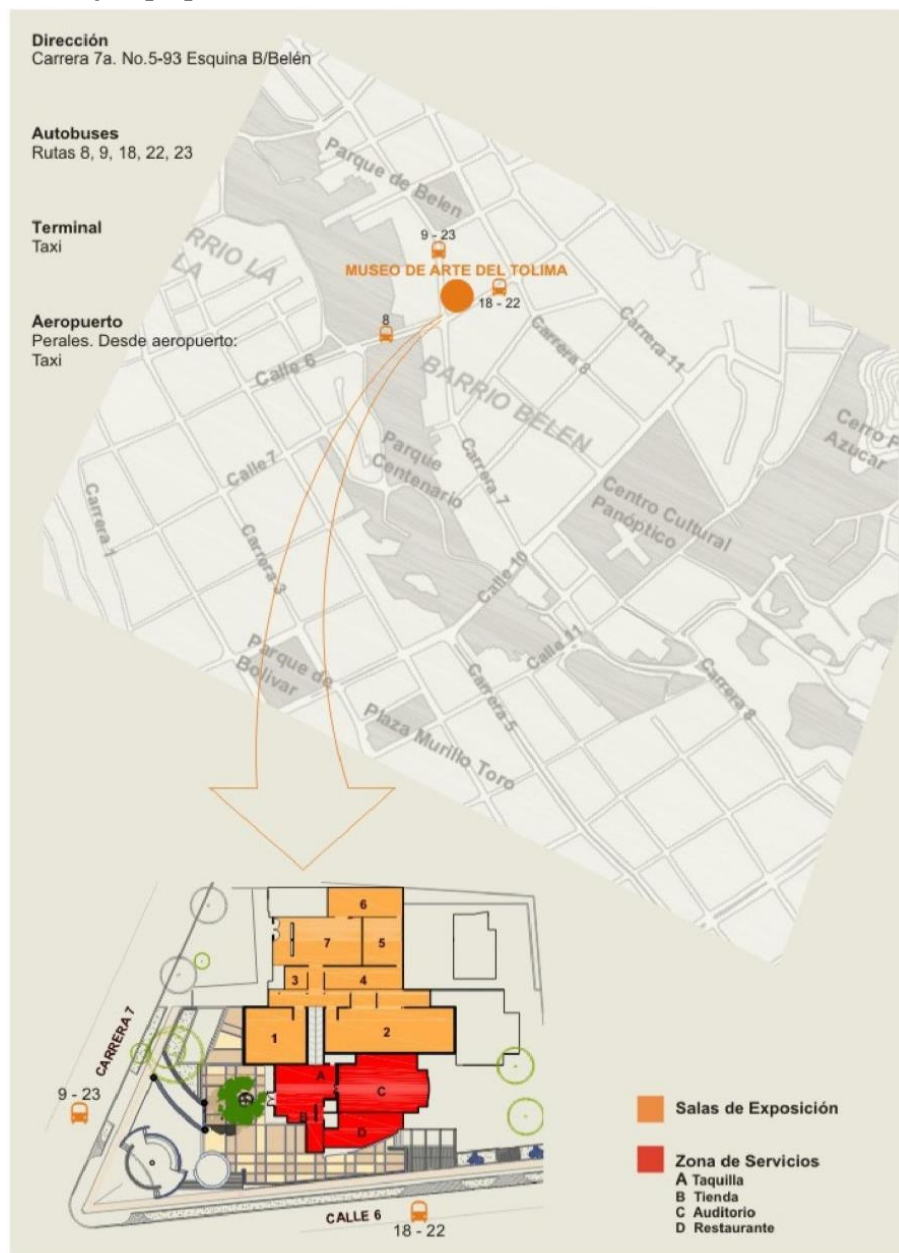 Dirección
Carrera 7a. No.5-93 Esquina B/Belén
Autobuses
Rutas 8, 9, 18, 22, 23
Terminal
Taxi
Aeropuerto
Perales. Desde aeropuerto:
Taxi
Parque de Belen
RRIO LA
LA
9 - 23
MUSEO DE ARTE DEL TOLIMA
18 - 22
8
Calle 6
Carrera 8
Carrera 11
BARRIO BELEN
Cerro P
Azucar
Calle 7
Parque
Centenario
Carrera 7
Centro Cultural
Panóptico
Carrera 1
Carrera 3
Calle 10
Calle 11
Parque de
Bolivar
Carrera 5
Carrera 8
Plaza Murillo Toro
6
7
5
3
4
1
2
A
C
B
D
CARRERA 7
9 - 23
CALLE 6
18 - 22
Salas de Exposición
Zona de Servicios
A Taquilla
B Tienda
C Auditorio
D Restaurante